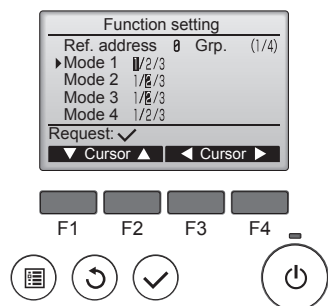 Function setting
Ref. address 0 Grp. (1/4)
Mode 1 1/2/3
Mode 2 1/2/3
Mode 3 1/2/3
Mode 4 1/2/3
Request:✓
▼ Cursor ▲ ◀ Cursor ▶
F1 F2 F3 F4